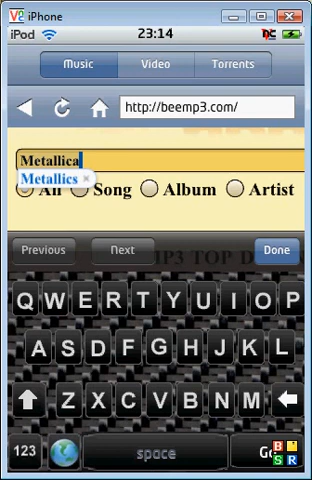 iPhone
iPod 23:14
Music Video Torrents
http://beemp3.com/
Metallica
Metallics ×
All Song Album Artist
Previous Next Done
Q W E R T Y U I O P
A S D F G H J K L
Z X C V B N M
123 space